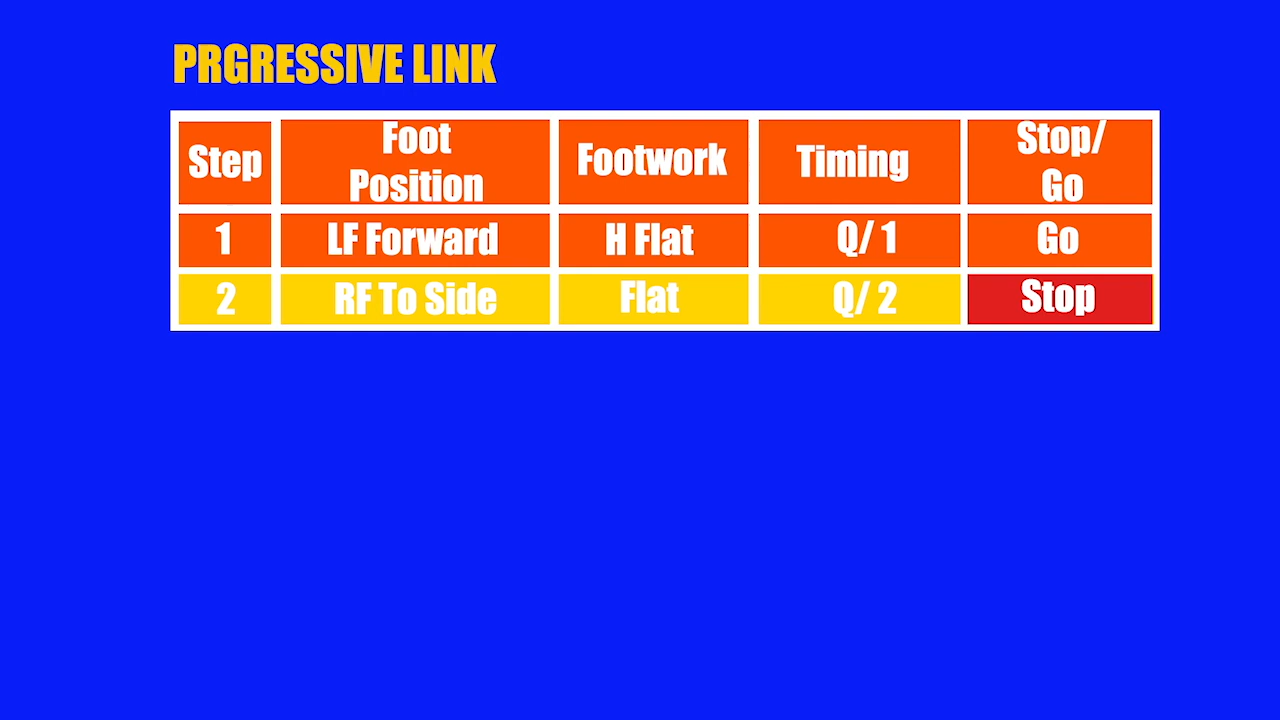 PRGRESSIVE LINK
Step Foot Position Footwork Timing Stop/ Go
1 LF Forward H Flat Q/ 1 Go
2 RF To Side Flat Q/ 2 Stop